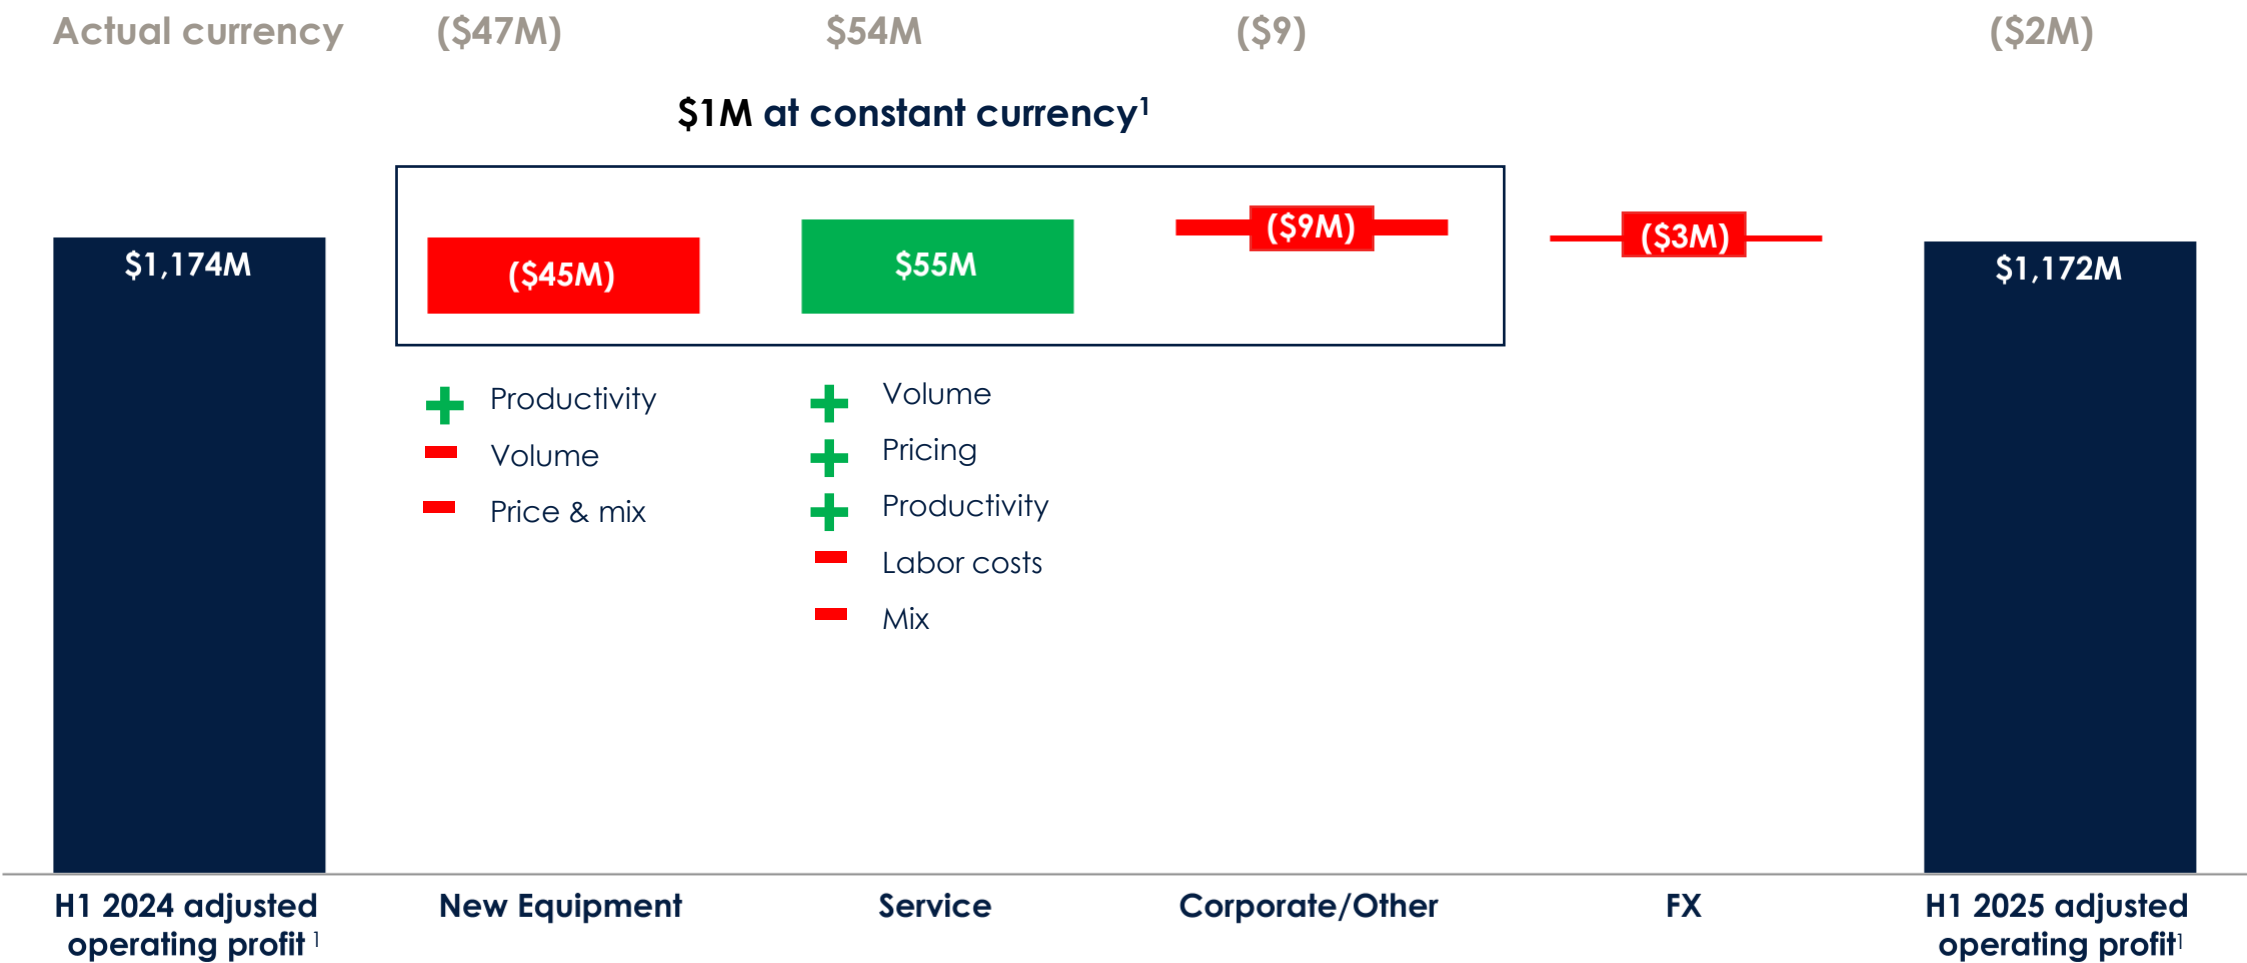 Actual currency ($47M) $54M ($9) ($2M)
$1M at constant currency¹
$1,174M
($45M)
$55M
($9M)
($3M)
$1,172M
Productivity
Volume
Price & mix
Volume
Pricing
Productivity
Labor costs
Mix
H1 2024 adjusted
operating profit ¹
New Equipment
Service
Corporate/Other
FX
H1 2025 adjusted
operating profit¹